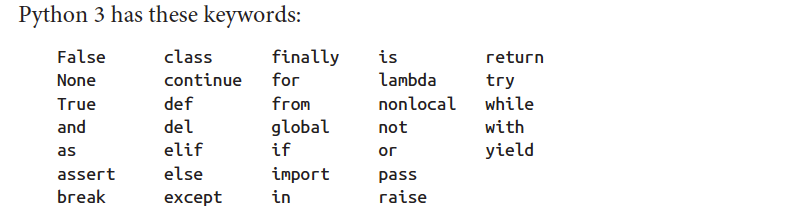 Python 3 has these keywords:
False class finally is return
None continue for lambda try
True def from nonlocal while
and del global not with
as elif if or yield
assert else import pass
break except in raise